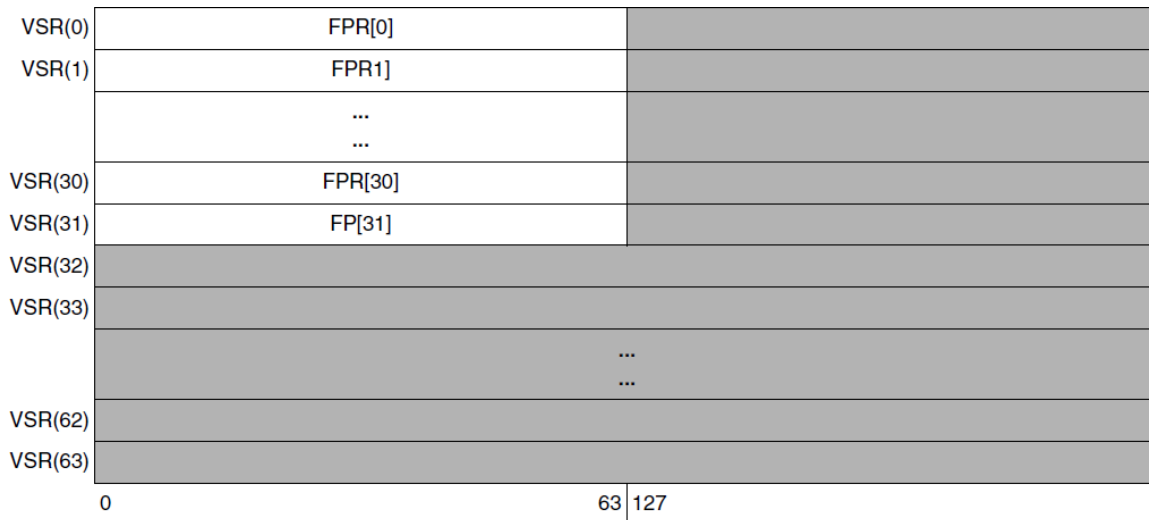 VSR(0) FPR[0]
VSR(1) FPR1]
...
...
VSR(30) FPR[30]
VSR(31) FP[31]
VSR(32)
VSR(33)
...
...
VSR(62)
VSR(63)
0 63 127